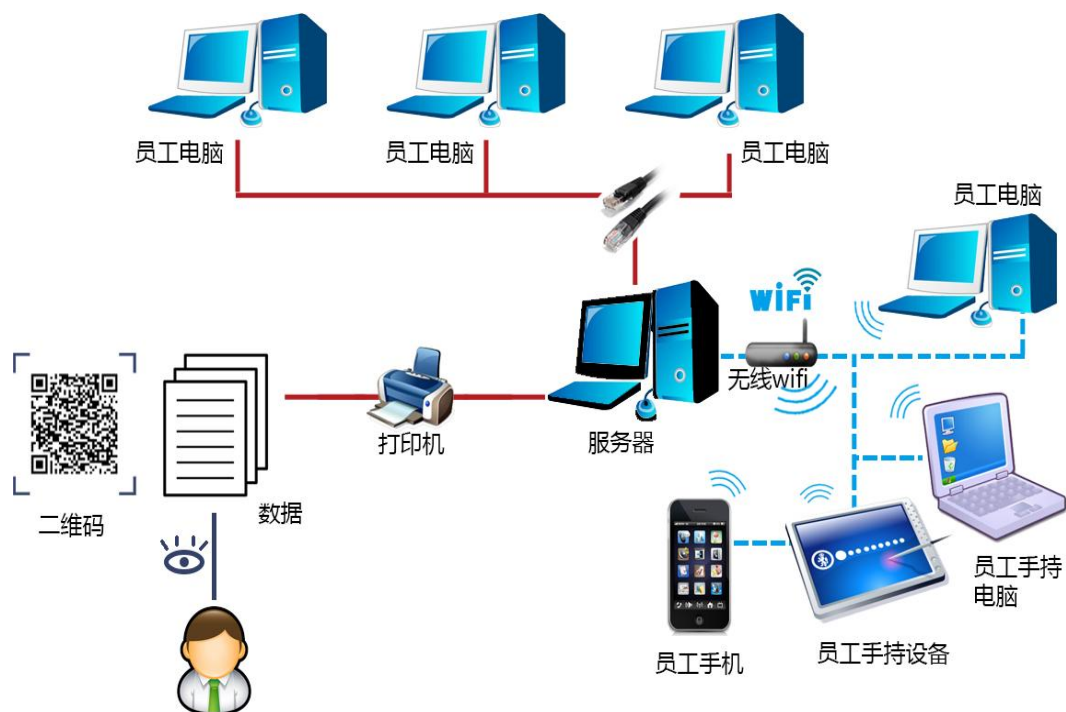 员工电脑
员工电脑
员工电脑
员工电脑
WiFi
无线wifi
打印机
服务器
二维码
数据
员工手持
电脑
员工手机
员工手持设备